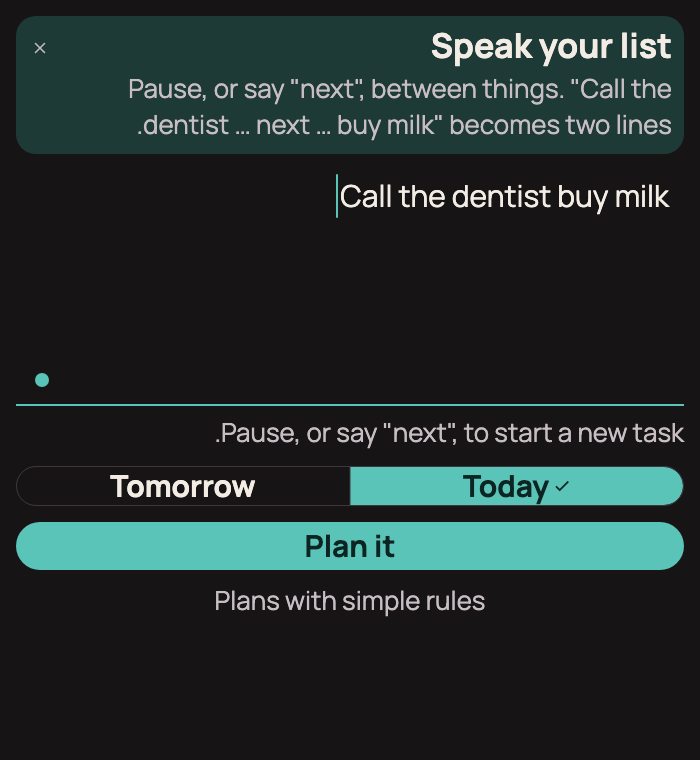 Speak your list
Pause, or say "next", between things. "Call the
dentist … next … buy milk" becomes two lines.
Call the dentist buy milk
Pause, or say "next", to start a new task.
Today
Tomorrow
Plan it
Plans with simple rules